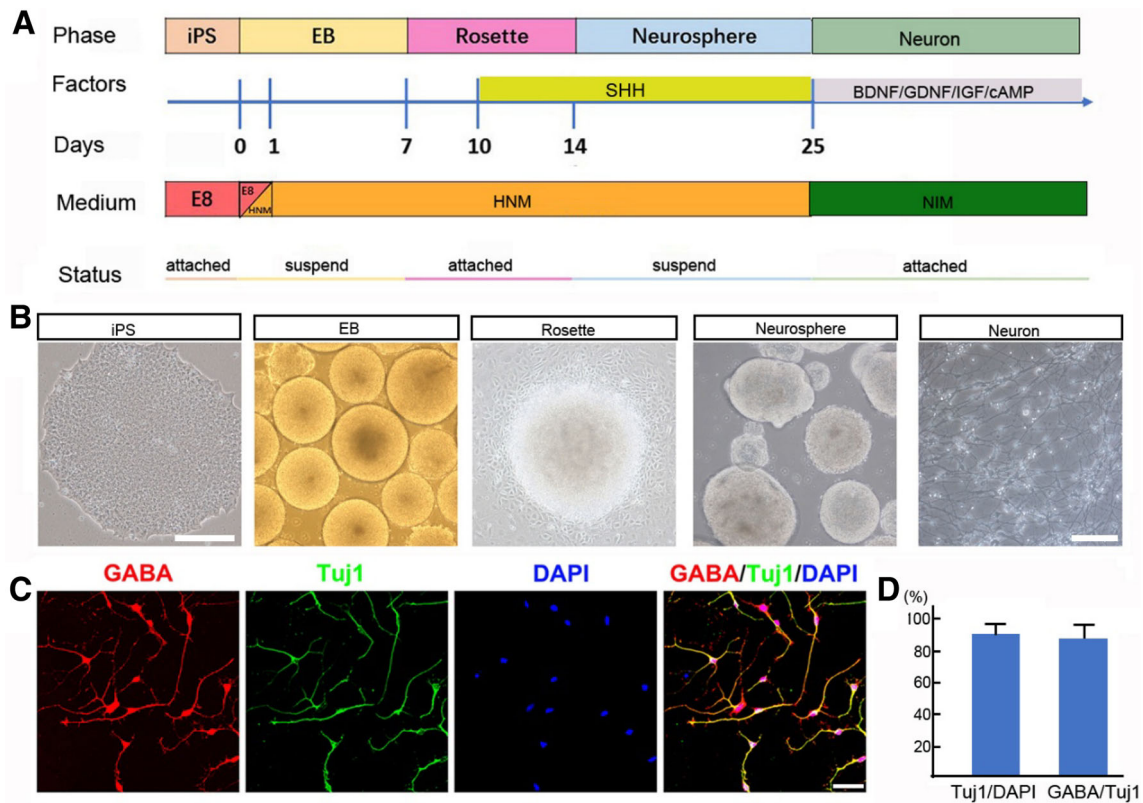 A
Phase iPS EB Rosette Neurosphere Neuron
Factors SHH BDNF/GDNF/IGF/cAMP
Days 0 1 7 10 14 25
Medium E8 E8 HNM HNM NIM
Status attached suspend attached suspend attached
B
iPS EB Rosette Neurosphere Neuron
C GABA Tuj1 DAPI GABA/Tuj1/DAPI
D (%)
100
80
60
40
20
Tuj1/DAPI GABA/Tuj1